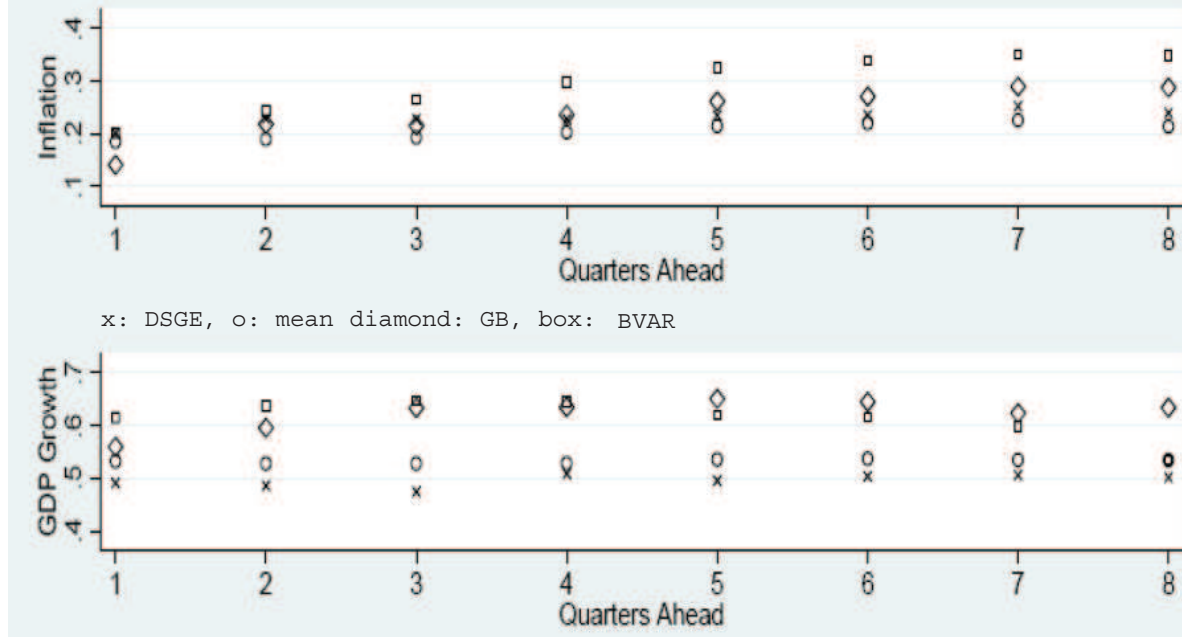 Inflation
.4
.3
.2
.1
1 2 3 4 5 6 7 8
Quarters Ahead
x: DSGE, o: mean diamond: GB, box: BVAR
GDP Growth
.7
.6
.5
.4
1 2 3 4 5 6 7 8
Quarters Ahead